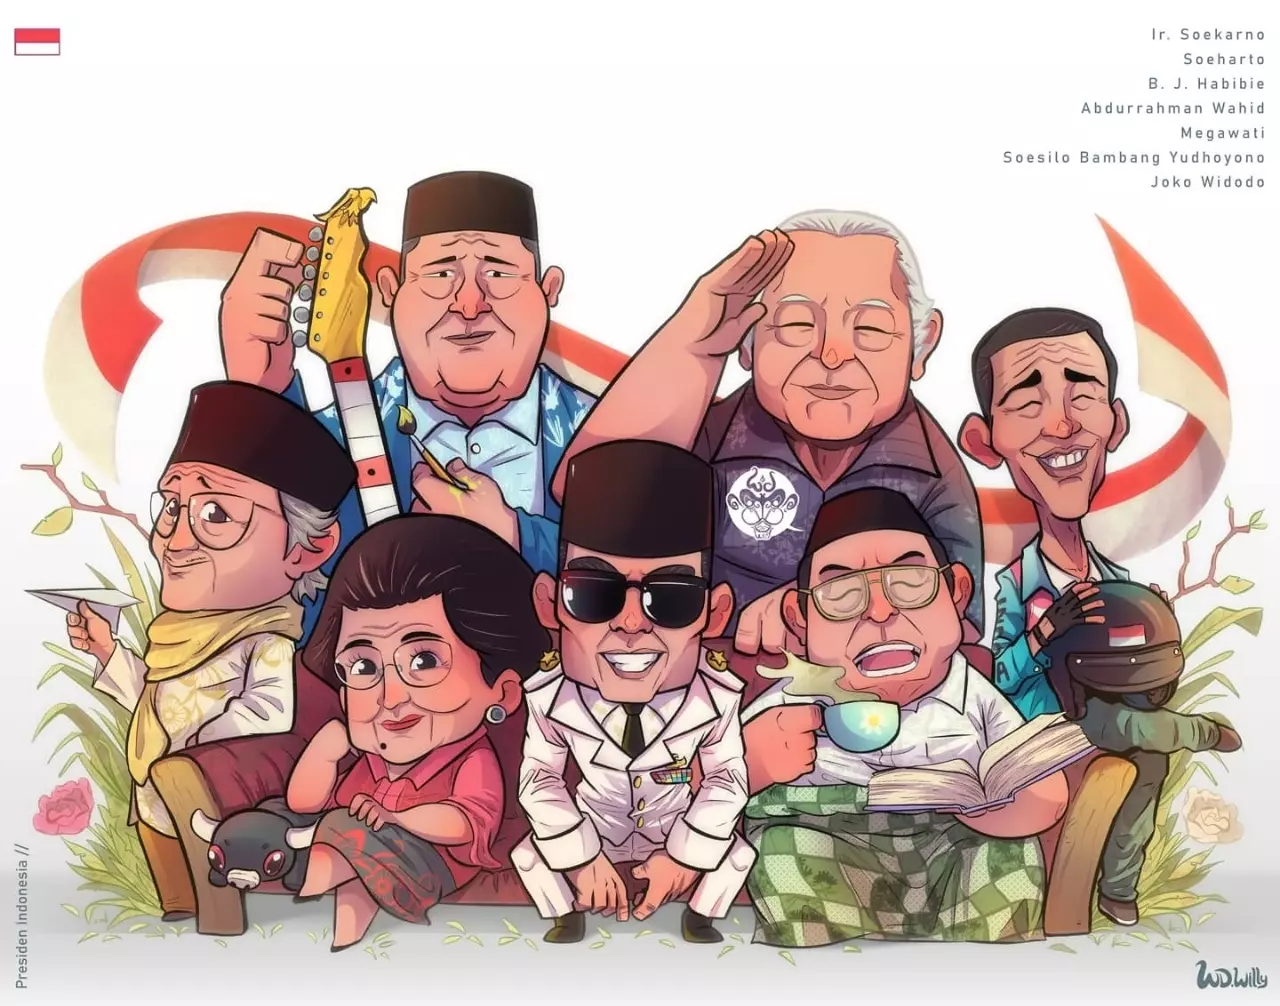 Ir. Soekarno
Soeharto
B. J. Habibie
Abdurrahman Wahid
Megawati
Soesilo Bambang Yudhoyono
Joko Widodo
Presiden indonesia //
WD.Willy